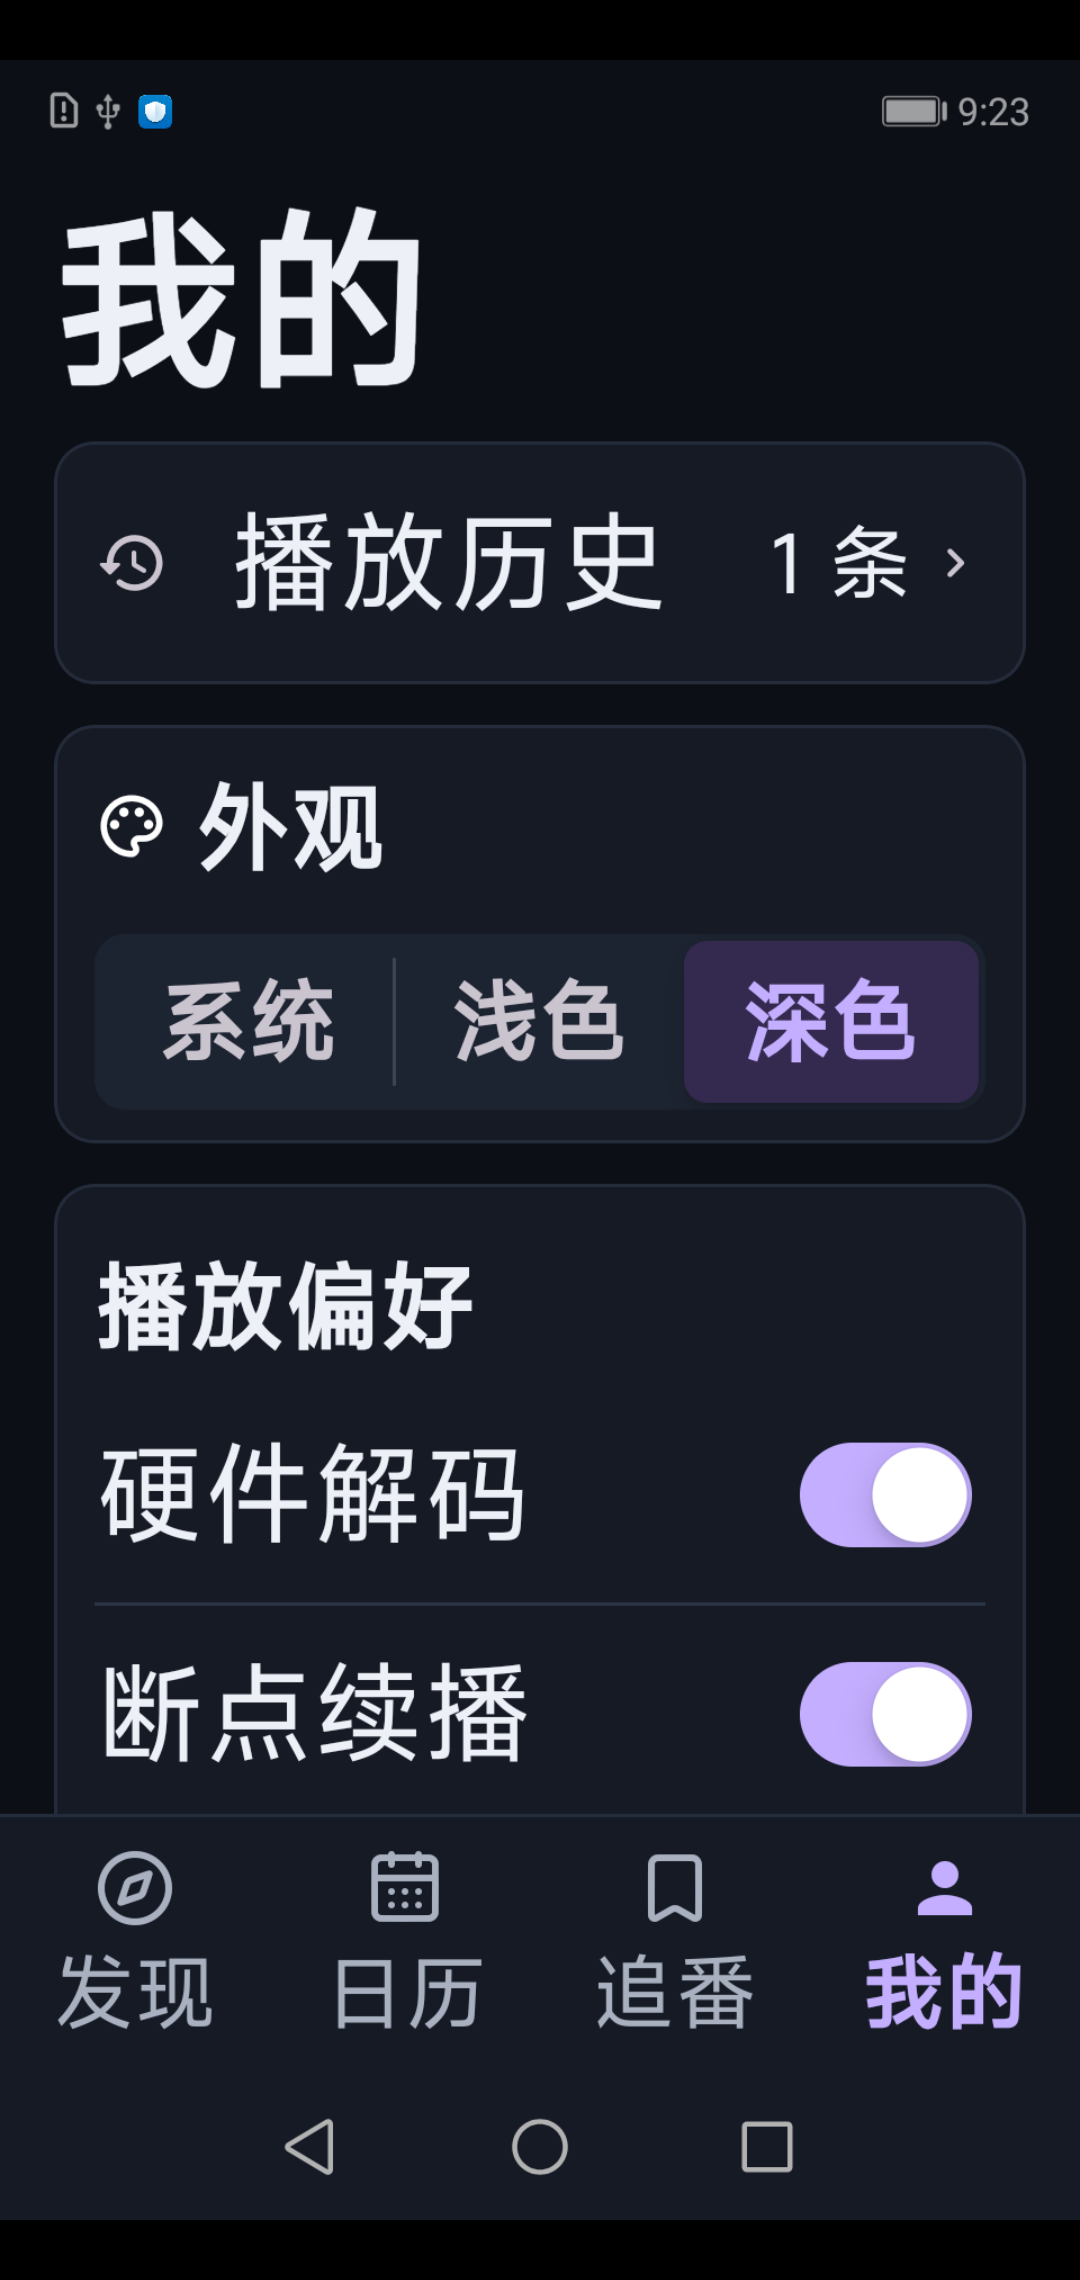 9:23
我的
播放历史 1 条
外观
系统 浅色 深色
播放偏好
硬件解码
断点续播
发现 日历 追番 我的